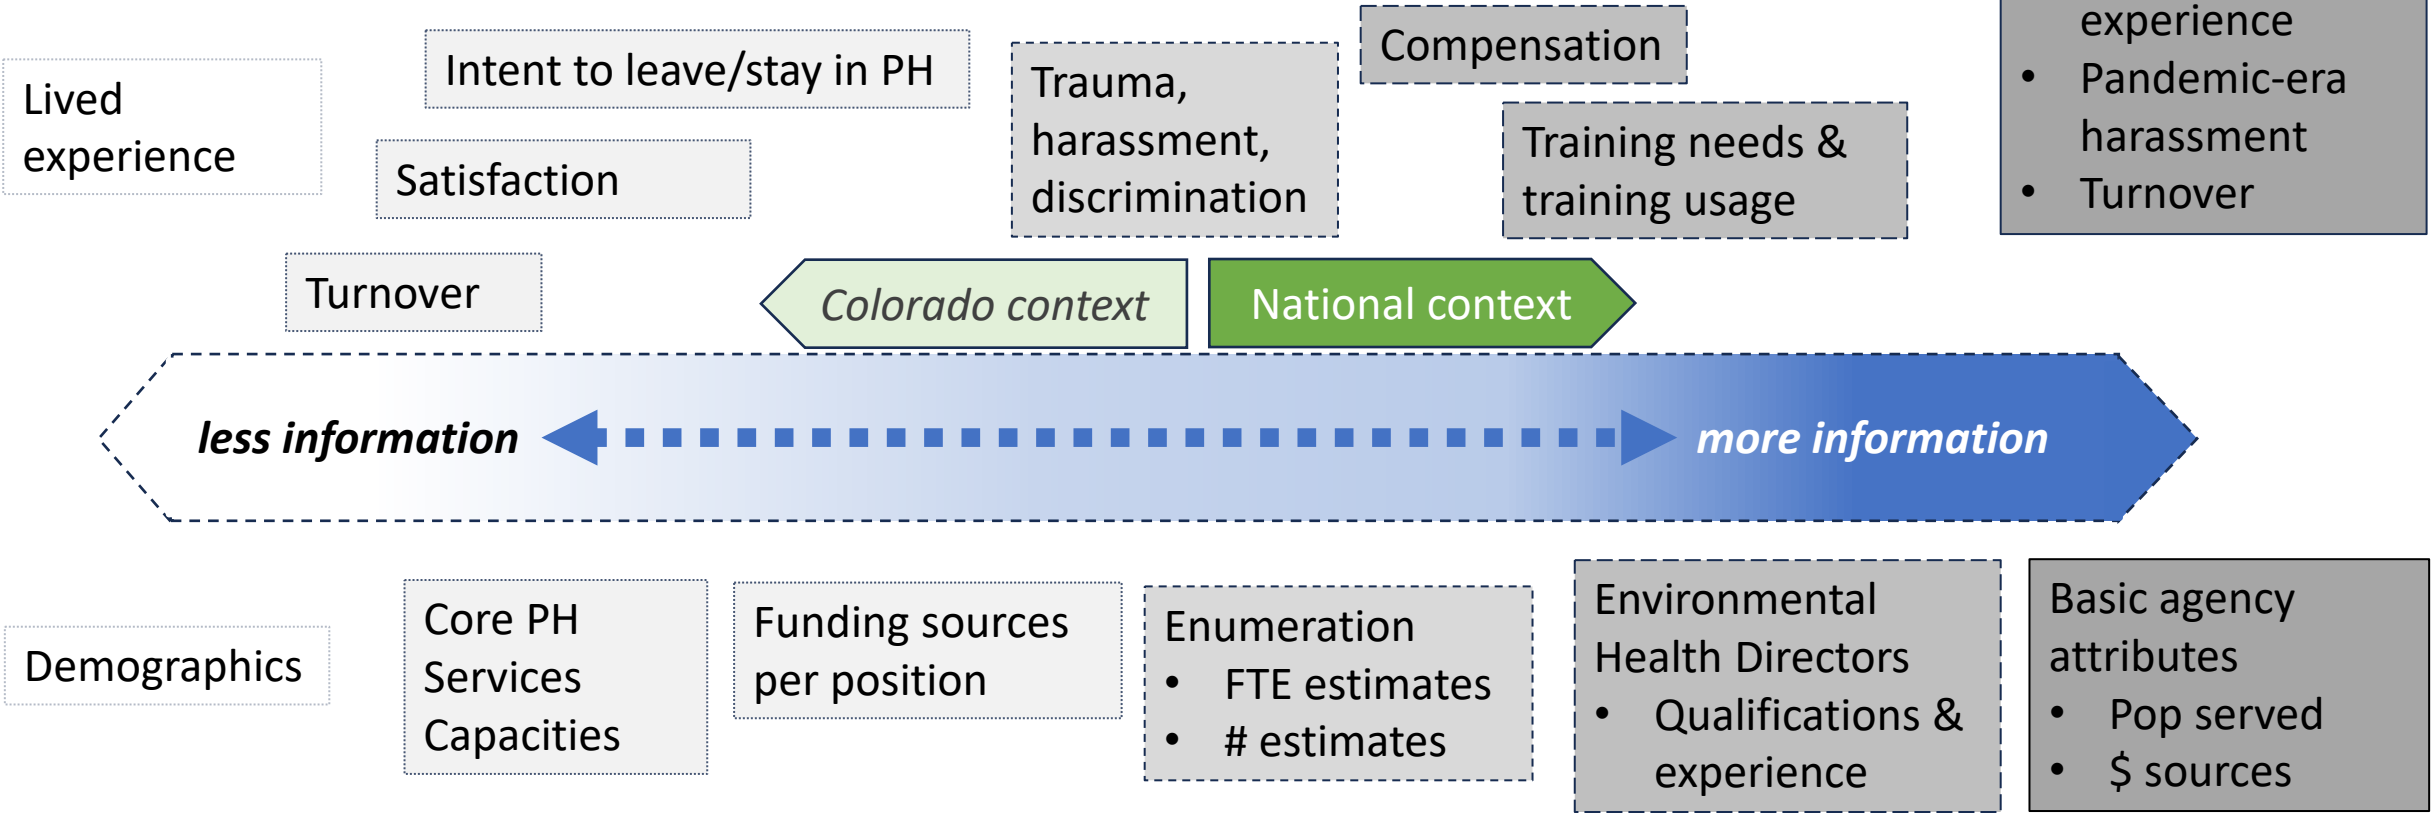 Lived
experience
Intent to leave/stay in PH
Satisfaction
Turnover
Trauma,
harassment,
discrimination
Compensation
Training needs &
training usage
experience
• Pandemic-era
harassment
• Turnover
Colorado context
National context
less information
more information
Demographics
Core PH
Services
Capacities
Funding sources
per position
Enumeration
• FTE estimates
• # estimates
Environmental
Health Directors
• Qualifications &
experience
Basic agency
attributes
• Pop served
• $ sources